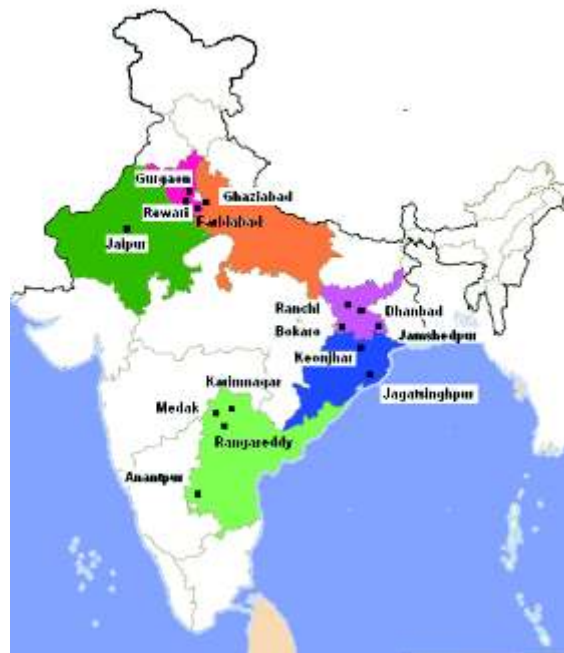 Gurgaon
Ghaziabad
Rewari
Faridabad
Jaipur
Ranchi
Dhanbad
Bokaro
Jamshedpur
Keonjhar
Karimnagar
Jagatsinghpur
Medak
Rangareddy
Anantpur